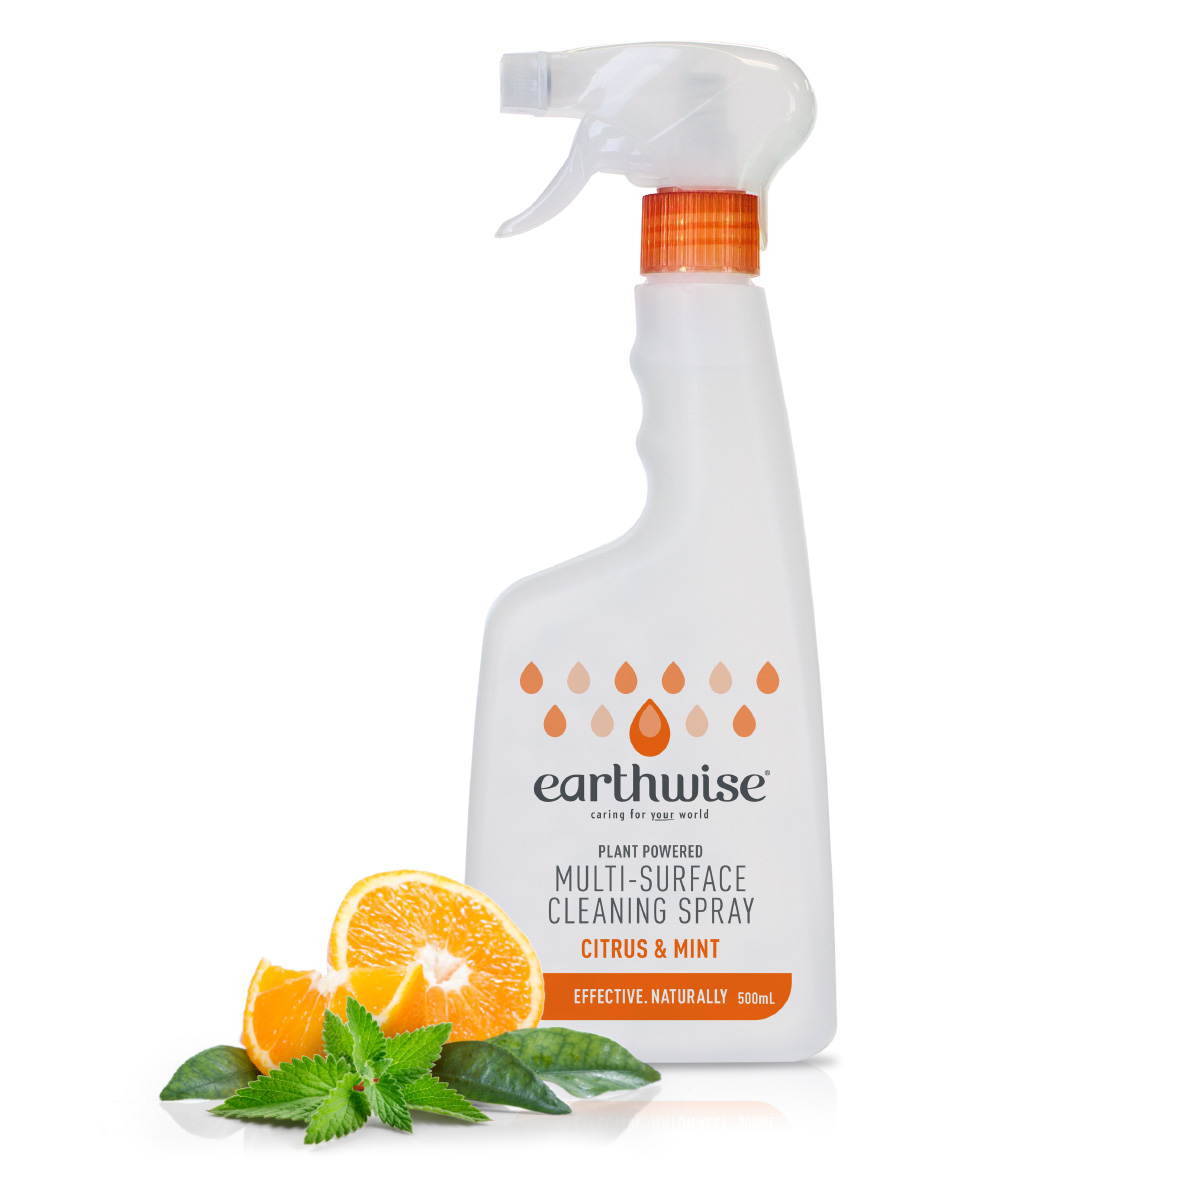 earthwise®
caring for your world
PLANT POWERED
MULTI-SURFACE
CLEANING SPRAY
CITRUS & MINT
EFFECTIVE. NATURALLY 500mL